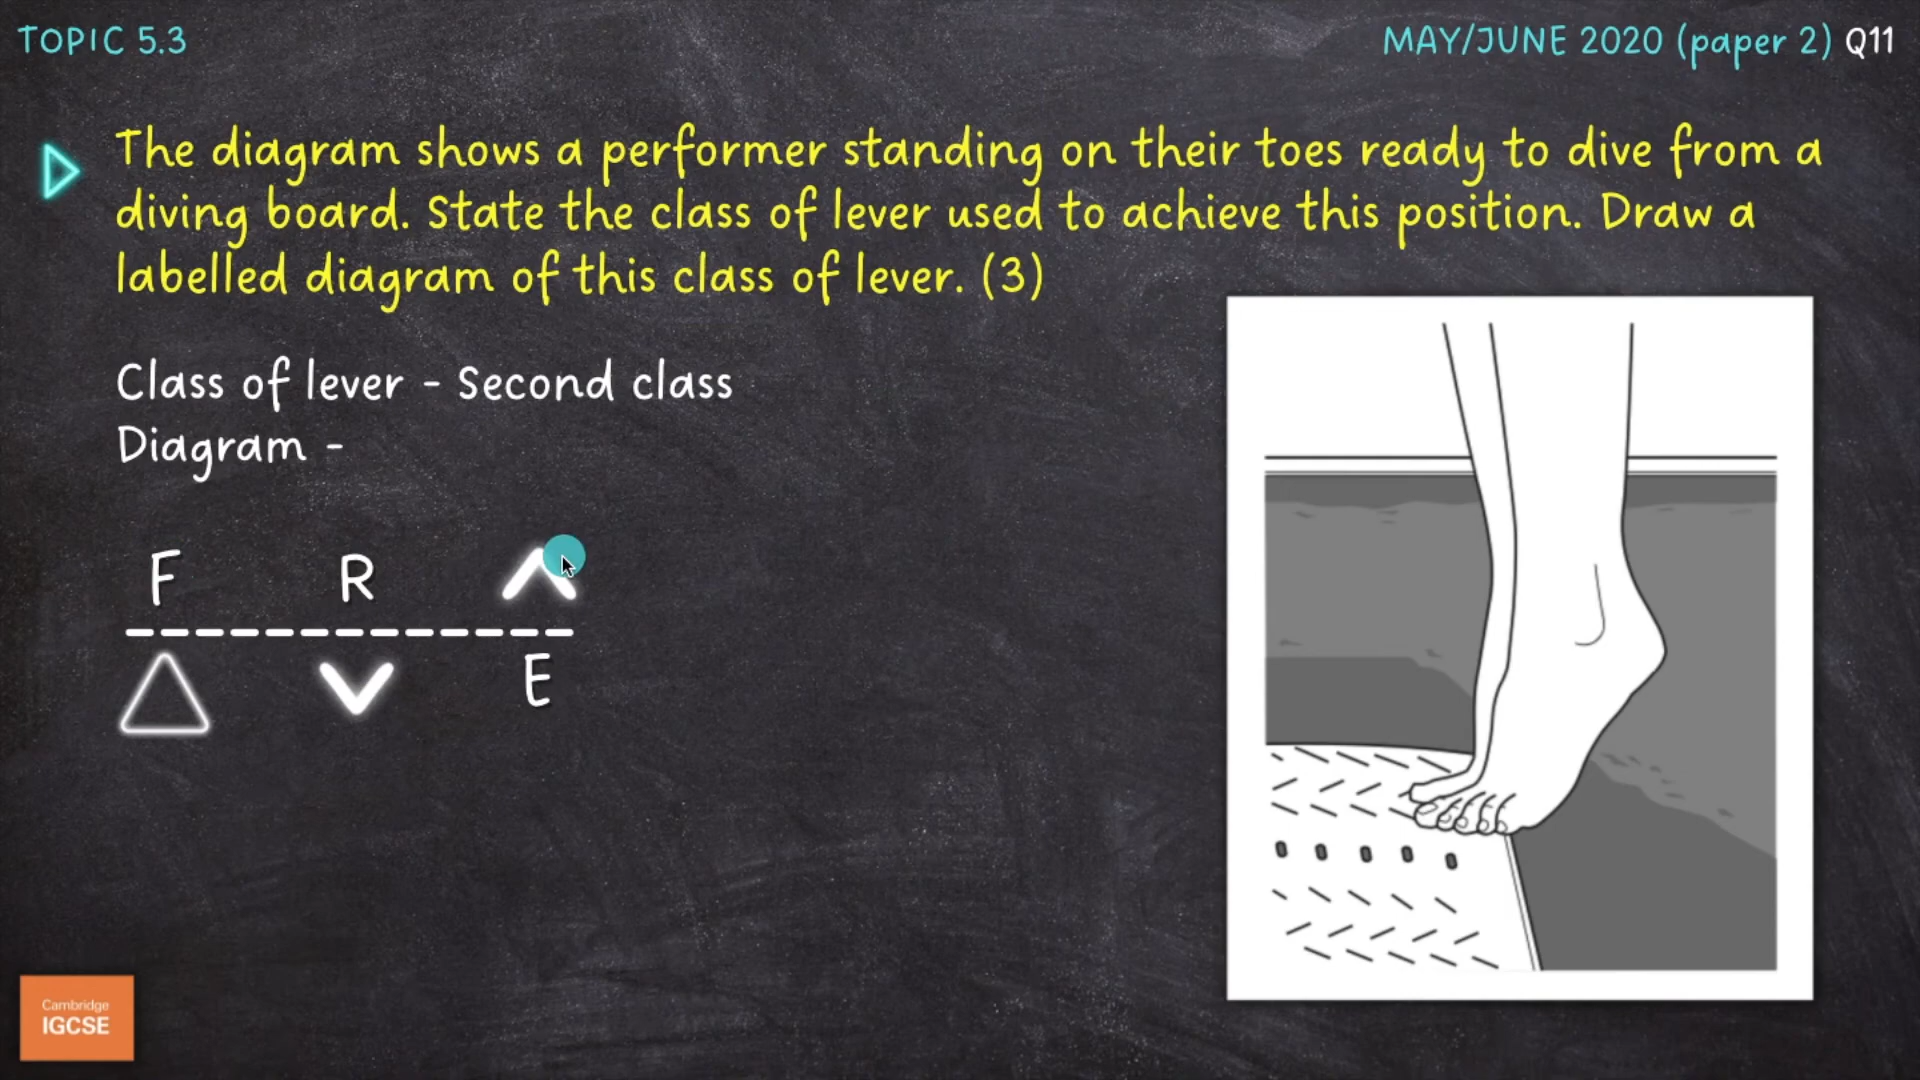 TOPIC 5.3
MAY/JUNE 2020 (paper 2) Q11
The diagram shows a performer standing on their toes ready to dive from a
diving board. State the class of lever used to achieve this position. Draw a
labelled diagram of this class of lever. (3)
Class of lever - Second class
Diagram -
F R
E
Cambridge
IGCSE